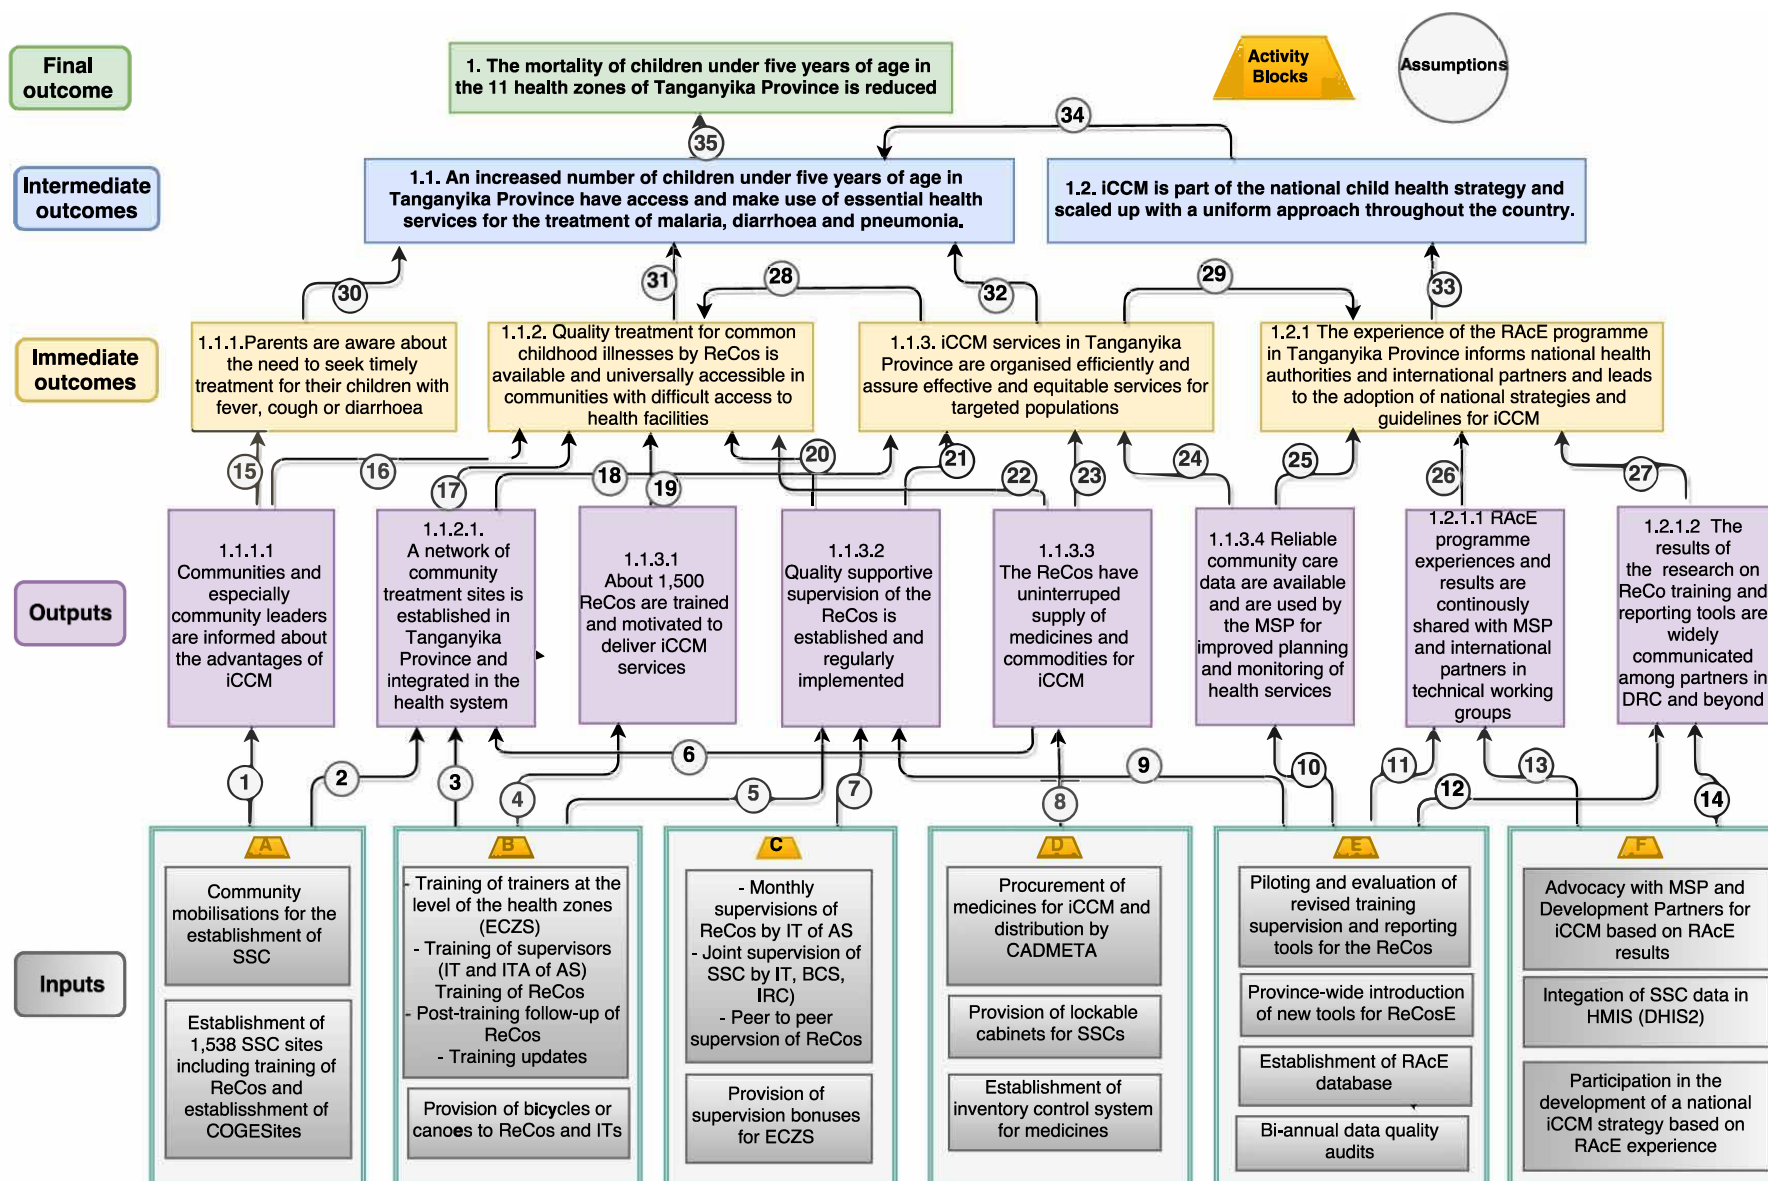 Final
outcome
1. The mortality of children under five years of age in
the 11 health zones of Tanganyika Province is reduced
Activity
Blocks
Assumptions
34
35
Intermediate
outcomes
1.1. An increased number of children under five years of age in
Tanganyika Province have access and make use of essential health
services for the treatment of malaria, diarrhoea and pneumonia.
1.2. iCCM is part of the national child health strategy and
scaled up with a uniform approach throughout the country.
30
31
28
32
29
33
Immediate
outcomes
1.1.1.Parents are aware about
the need to seek timely
treatment for their children with
fever, cough or diarrhoea
1.1.2. Quality treatment for common
childhood illnesses by ReCos is
available and universally accessible in
communities with difficult access to
health facilities
1.1.3. iCCM services in Tanganyika
Province are organised efficiently and
assure effective and equitable services for
targeted populations
1.2.1 The experience of the RAcE programme
in Tanganyika Province informs national health
authorities and international partners and leads
to the adoption of national strategies and
guidelines for iCCM
15
16
17
18
19
20
21
22
23
24
25
26
27
Outputs
1.1.1.1
Communities and
especially
community leaders
are informed about
the advantages of
iCCM
1.1.2.1.
A network of
community
treatment sites is
established in
Tanganyika
Province and
integrated in the
health system
1.1.3.1
About 1,500
ReCos are trained
and motivated to
deliver iCCM
services
1.1.3.2
Quality supportive
supervision of the
ReCos is
established and
regularly
implemented
1.1.3.3
The ReCos have
uninterruped
supply of
medicines and
commodities for
iCCM
1.1.3.4 Reliable
community care
data are available
and are used by
the MSP for
improved planning
and monitoring of
health services
1.2.1.1 RAcE
programme
experiences and
results are
continously
shared with MSP
and international
partners in
technical working
groups
1.2.1.2 The
results of
the research on
ReCo training and
reporting tools are
widely
communicated
among partners in
DRC and beyond
1
2
3
4
5
6
7
8
9
10
11
12
13
14
Inputs
A
Community
mobilisations for the
establishment of
SSC
Establishment of
1,538 SSC sites
including training of
ReCos and
establisshment of
COGESites
B
- Training of trainers at the
level of the health zones
(ECZS)
- Training of supervisors
(IT and ITA of AS)
Training of ReCos
- Post-training follow-up of
ReCos
- Training updates
Provision of bicycles or
canoes to ReCos and ITs
C
- Monthly
supervisions of
ReCos by IT of AS
- Joint supervision of
SSC by IT, BCS,
IRC)
- Peer to peer
supervsion of ReCos
Provision of
supervision bonuses
for ECZS
D
Procurement of
medicines for iCCM and
distribution by
CADMETA
Provision of lockable
cabinets for SSCs
Establishment of
inventory control system
for medicines
E
Piloting and evaluation of
revised training
supervision and reporting
tools for the ReCos
Province-wide introduction
of new tools for ReCosE
Establishment of RAcE
database
Bi-annual data quality
audits
F
Advocacy with MSP and
Development Partners for
iCCM based on RAcE
results
Integation of SSC data in
HMIS (DHIS2)
Participation in the
development of a national
iCCM strategy based on
RAcE experience